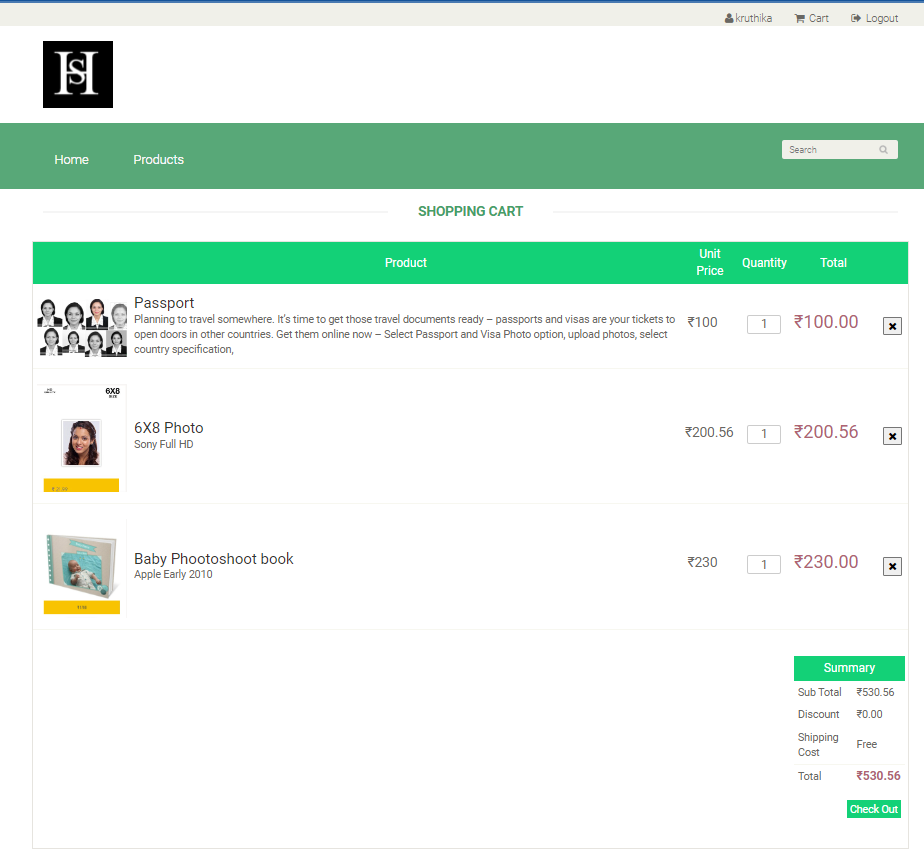 kruthika Cart Logout
HS
Home Products Search
SHOPPING CART
Product Unit Price Quantity Total
Passport
Planning to travel somewhere. It's time to get those travel documents ready – passports and visas are your tickets to
open doors in other countries. Get them online now – Select Passport and Visa Photo option, upload photos, select
country specification,
₹100 1 ₹100.00
6X8
6X8 Photo
Sony Full HD
₹200.56 1 ₹200.56
Baby Phootoshoot book
Apple Early 2010
₹230 1 ₹230.00
Summary
Sub Total ₹530.56
Discount ₹0.00
Shipping
Cost Free
Total ₹530.56
Check Out